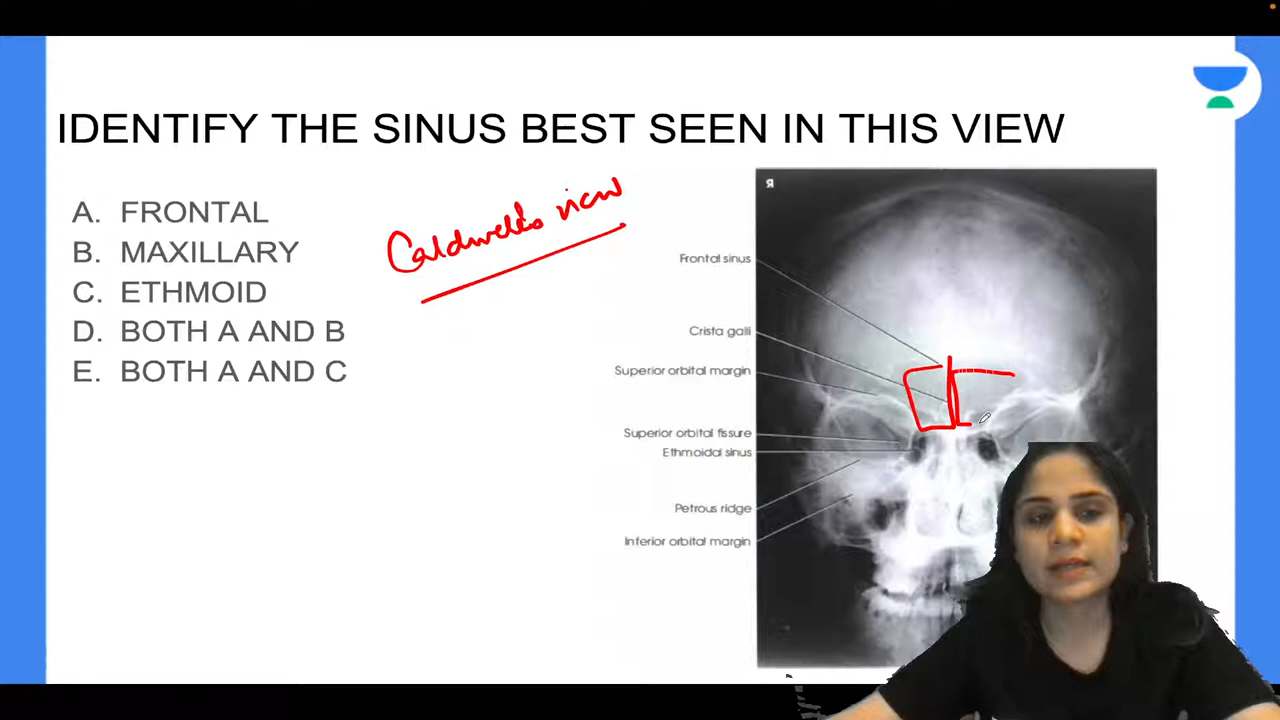 IDENTIFY THE SINUS BEST SEEN IN THIS VIEW
A. FRONTAL
B. MAXILLARY
C. ETHMOID
D. BOTH A AND B
E. BOTH A AND C
Caldwell's view
R
Frontal sinus
Crista galli
Superior orbital margin
Superior orbital fissure
Ethmoidal sinus
Petrous ridge
Inferior orbital margin